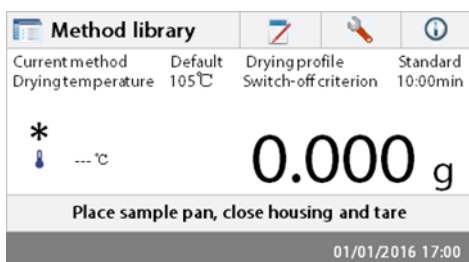 Method library
Current method Default Drying profile Standard
Drying temperature 105℃ Switch-off criterion 10:00min
*
--- ℃
0.000 g
Place sample pan, close housing and tare
01/01/2016 17:00